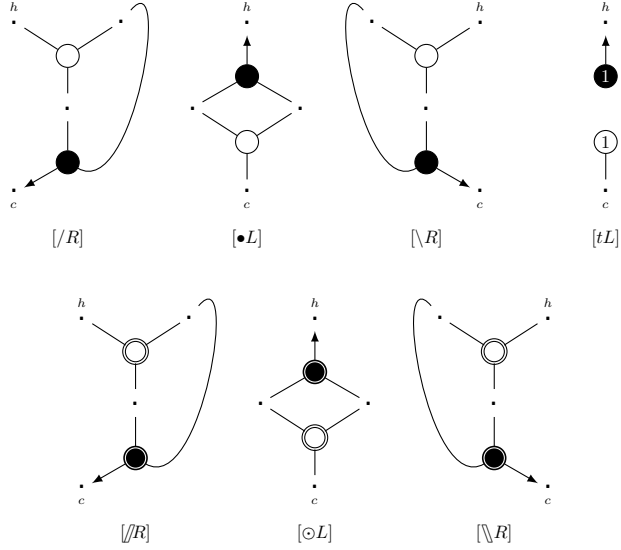 h h h
1
1
c c c c
[/R] [•L] [\R] [tL]
h h h
c c c
[⫽R] [⊙L] [⑊R]